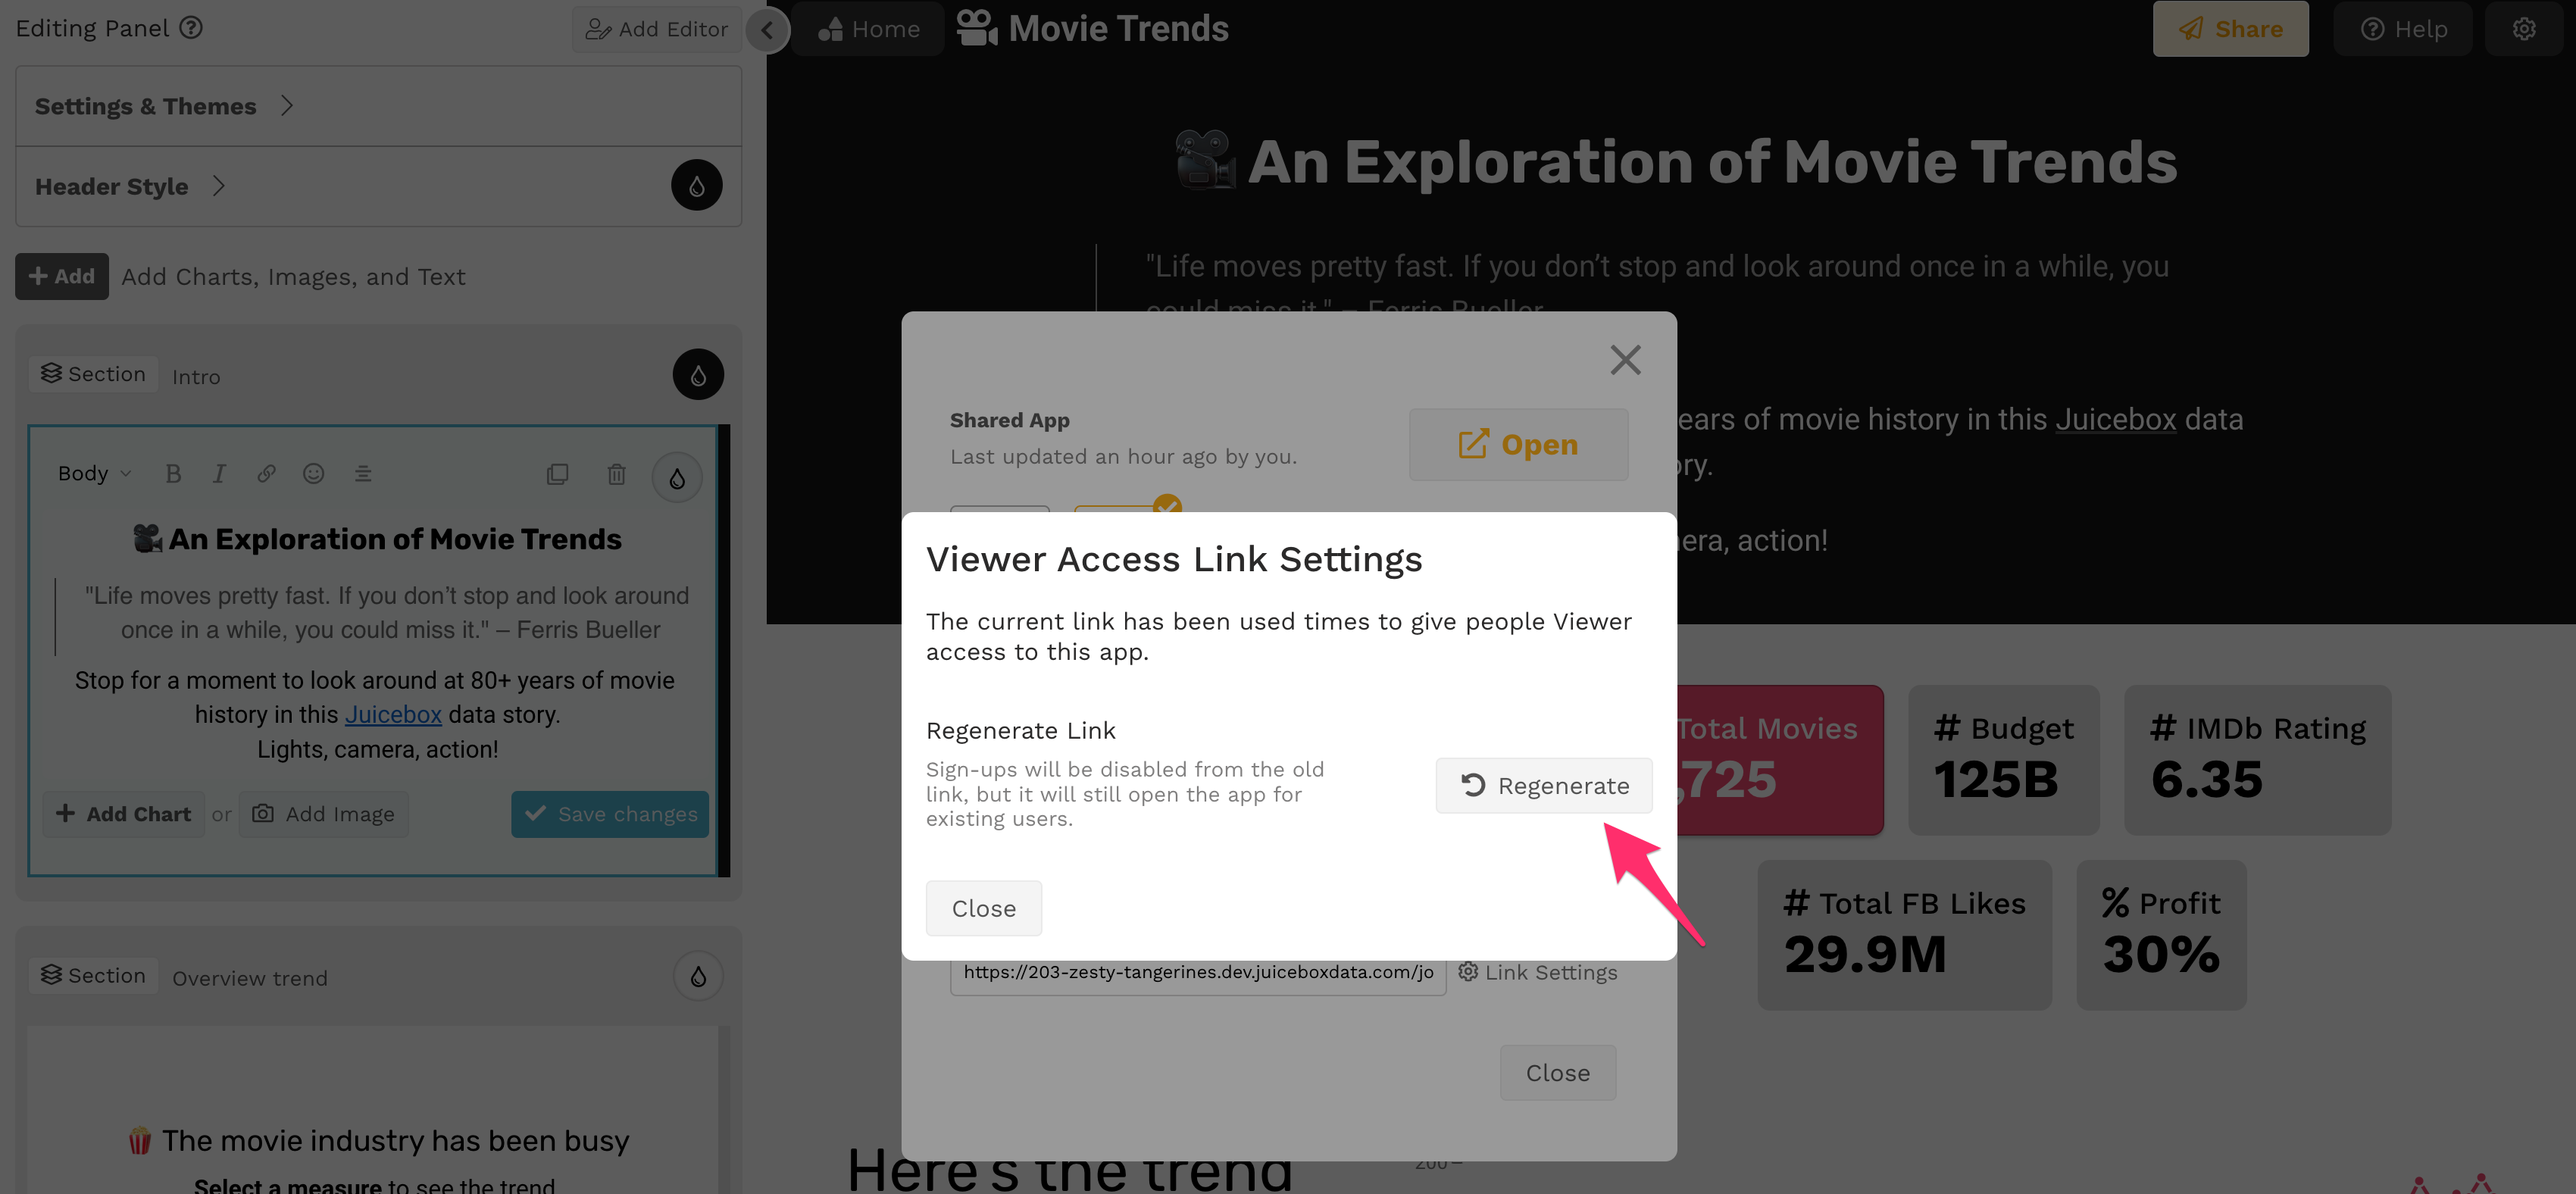 Editing Panel
Add Editor
Home
Movie Trends
Share
Help
Settings & Themes
Header Style
Add
Add Charts, Images, and Text
Section
Intro
Body
B
I
An Exploration of Movie Trends
"Life moves pretty fast. If you don’t stop and look around
once in a while, you could miss it." – Ferris Bueller
Stop for a moment to look around at 80+ years of movie
history in this Juicebox data story.
Lights, camera, action!
Add Chart or
Add Image
Save changes
Section
Overview trend
The movie industry has been busy
Select a measure to see the trend
An Exploration of Movie Trends
"Life moves pretty fast. If you don’t stop and look around once in a while, you
could miss it." – Ferris Bueller
ears of movie history in this Juicebox data
ory.
era, action!
Shared App
Last updated an hour ago by you.
Open
Viewer Access Link Settings
The current link has been used times to give people Viewer
access to this app.
Regenerate Link
Sign-ups will be disabled from the old
link, but it will still open the app for
existing users.
Regenerate
Close
https://203-zesty-tangerines.dev.juiceboxdata.com/jo
Link Settings
Close
Total Movies
,725
# Budget
125B
# IMDb Rating
6.35
# Total FB Likes
29.9M
% Profit
30%
Here's the trend
200